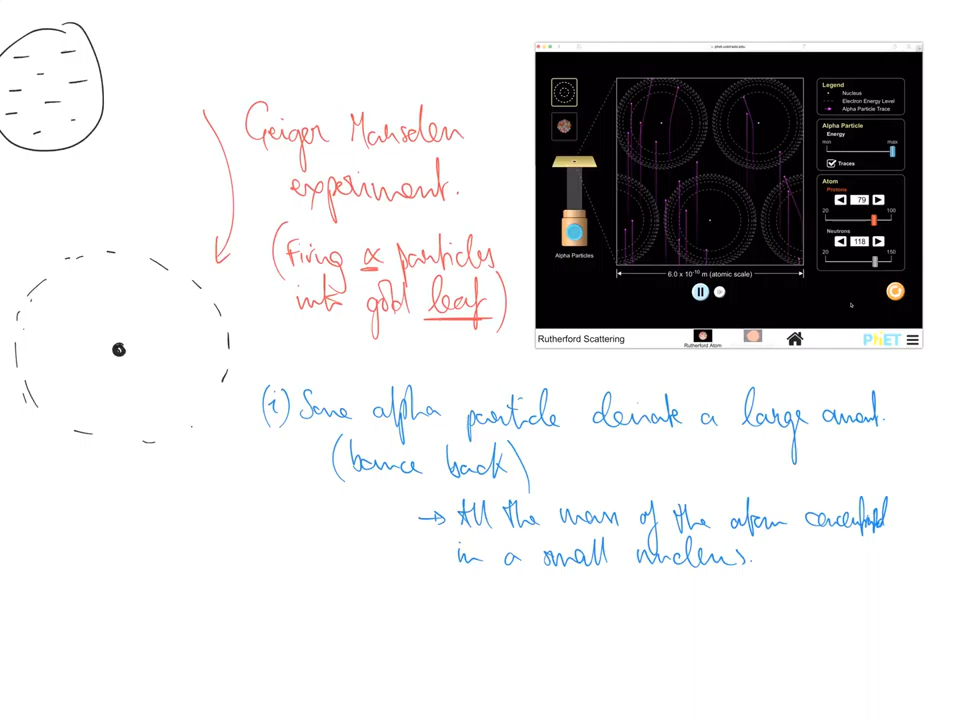 Geiger Marsden
experiment.
(Firing α particles
into gold leaf)
phet.colorado.edu
Legend
Nucleus
Electron Energy Level
Alpha Particle Trace
Alpha Particle
Energy
min max
Traces
Atom
Protons
79
20 100
Neutrons
118
20 150
Alpha Particles
6.0 x 10⁻¹⁰ m (atomic scale)
Rutherford Scattering
Rutherford Atom
PhET
(i) Some alpha particle deviate a large amount.
(bounce back)
→ All the mass of the atom concentrated
in a small nucleus.